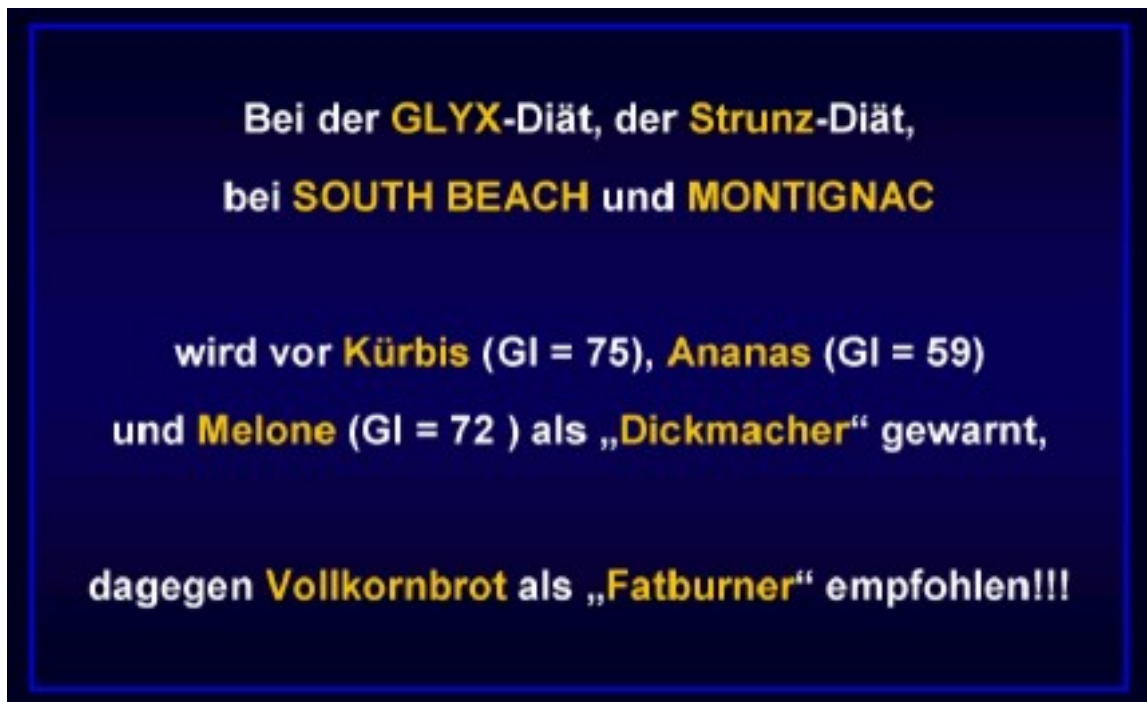 Bei der GLYX-Diät, der Strunz-Diät,
bei SOUTH BEACH und MONTIGNAC
wird vor Kürbis (GI = 75), Ananas (GI = 59)
und Melone (GI = 72 ) als „Dickmacher“ gewarnt,
dagegen Vollkornbrot als „Fatburner“ empfohlen!!!